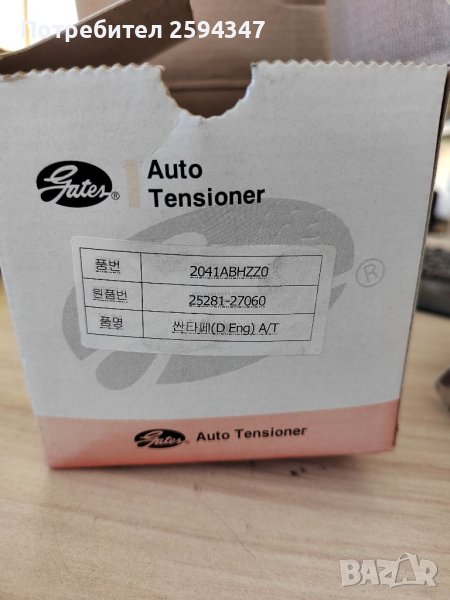 Потребител 2594347
Gates®
Auto
Tensioner
품번 2041ABHZZ0
®
원품번 25281-27060
품명 싼타페(D Eng) A/T
Gates Auto Tensioner
BAZAR